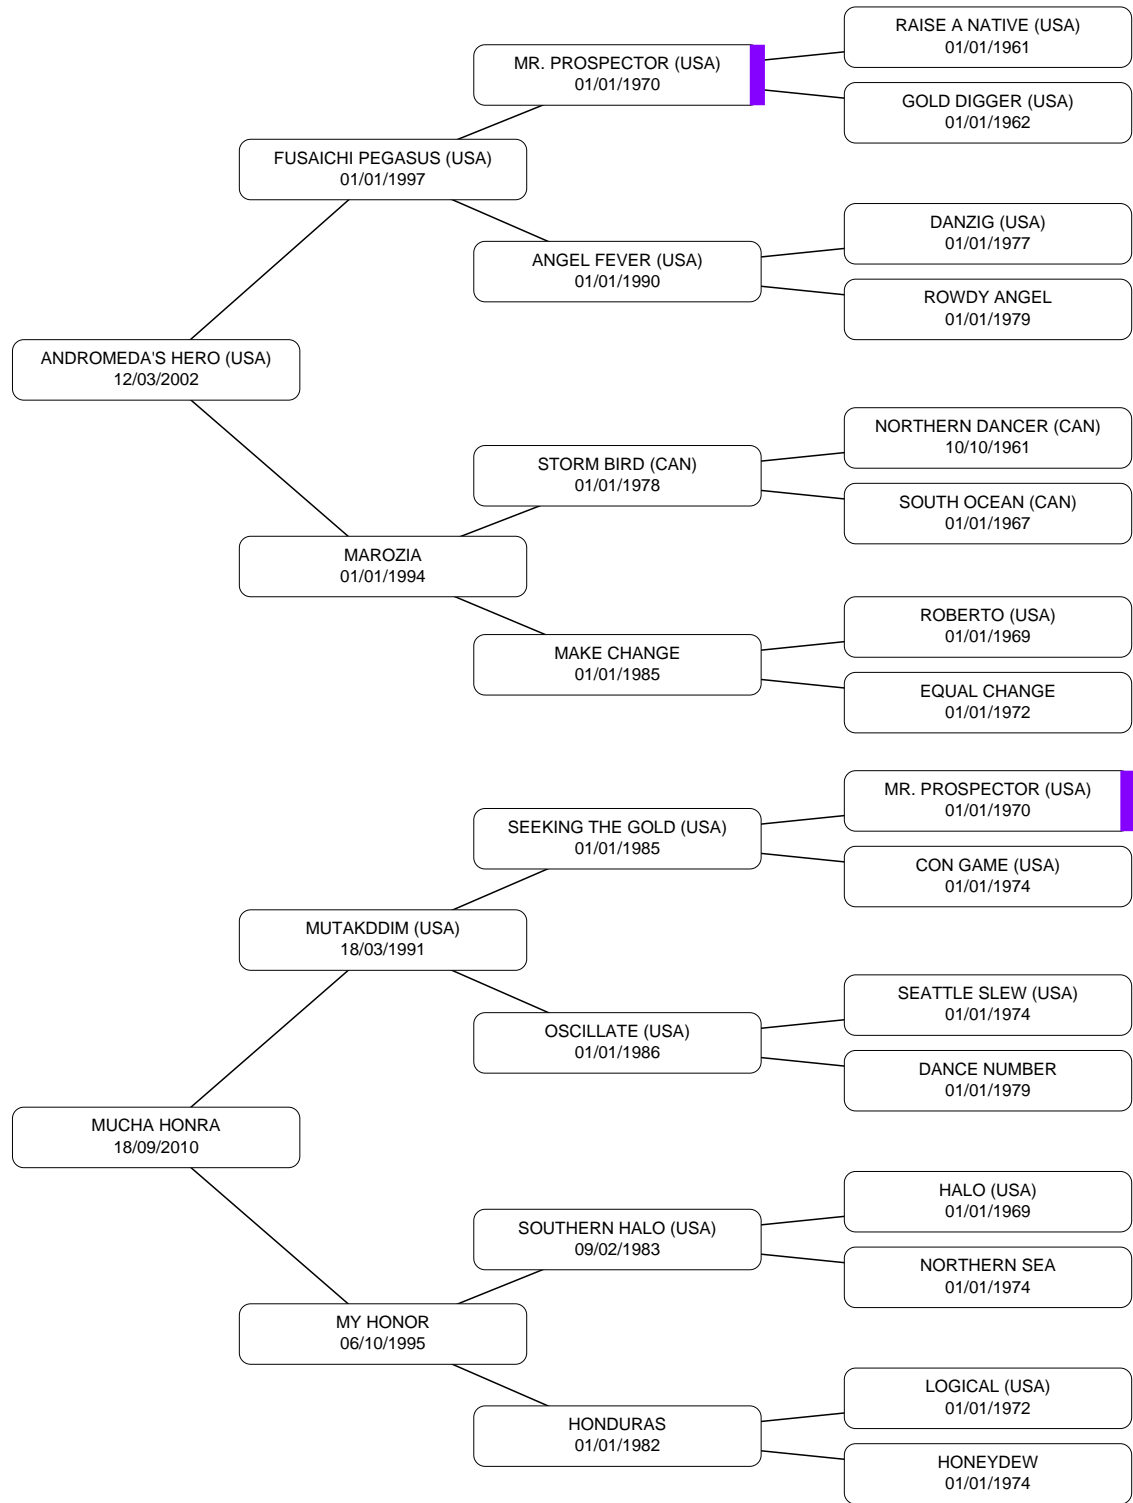 RAISE A NATIVE (USA)
01/01/1961
MR. PROSPECTOR (USA)
01/01/1970
GOLD DIGGER (USA)
01/01/1962
FUSAICHI PEGASUS (USA)
01/01/1997
DANZIG (USA)
01/01/1977
ANGEL FEVER (USA)
01/01/1990
ROWDY ANGEL
01/01/1979
ANDROMEDA'S HERO (USA)
12/03/2002
NORTHERN DANCER (CAN)
10/10/1961
STORM BIRD (CAN)
01/01/1978
SOUTH OCEAN (CAN)
01/01/1967
MAROZIA
01/01/1994
ROBERTO (USA)
01/01/1969
MAKE CHANGE
01/01/1985
EQUAL CHANGE
01/01/1972
MR. PROSPECTOR (USA)
01/01/1970
SEEKING THE GOLD (USA)
01/01/1985
CON GAME (USA)
01/01/1974
MUTAKDDIM (USA)
18/03/1991
SEATTLE SLEW (USA)
01/01/1974
OSCILLATE (USA)
01/01/1986
DANCE NUMBER
01/01/1979
MUCHA HONRA
18/09/2010
HALO (USA)
01/01/1969
SOUTHERN HALO (USA)
09/02/1983
NORTHERN SEA
01/01/1974
MY HONOR
06/10/1995
LOGICAL (USA)
01/01/1972
HONDURAS
01/01/1982
HONEYDEW
01/01/1974